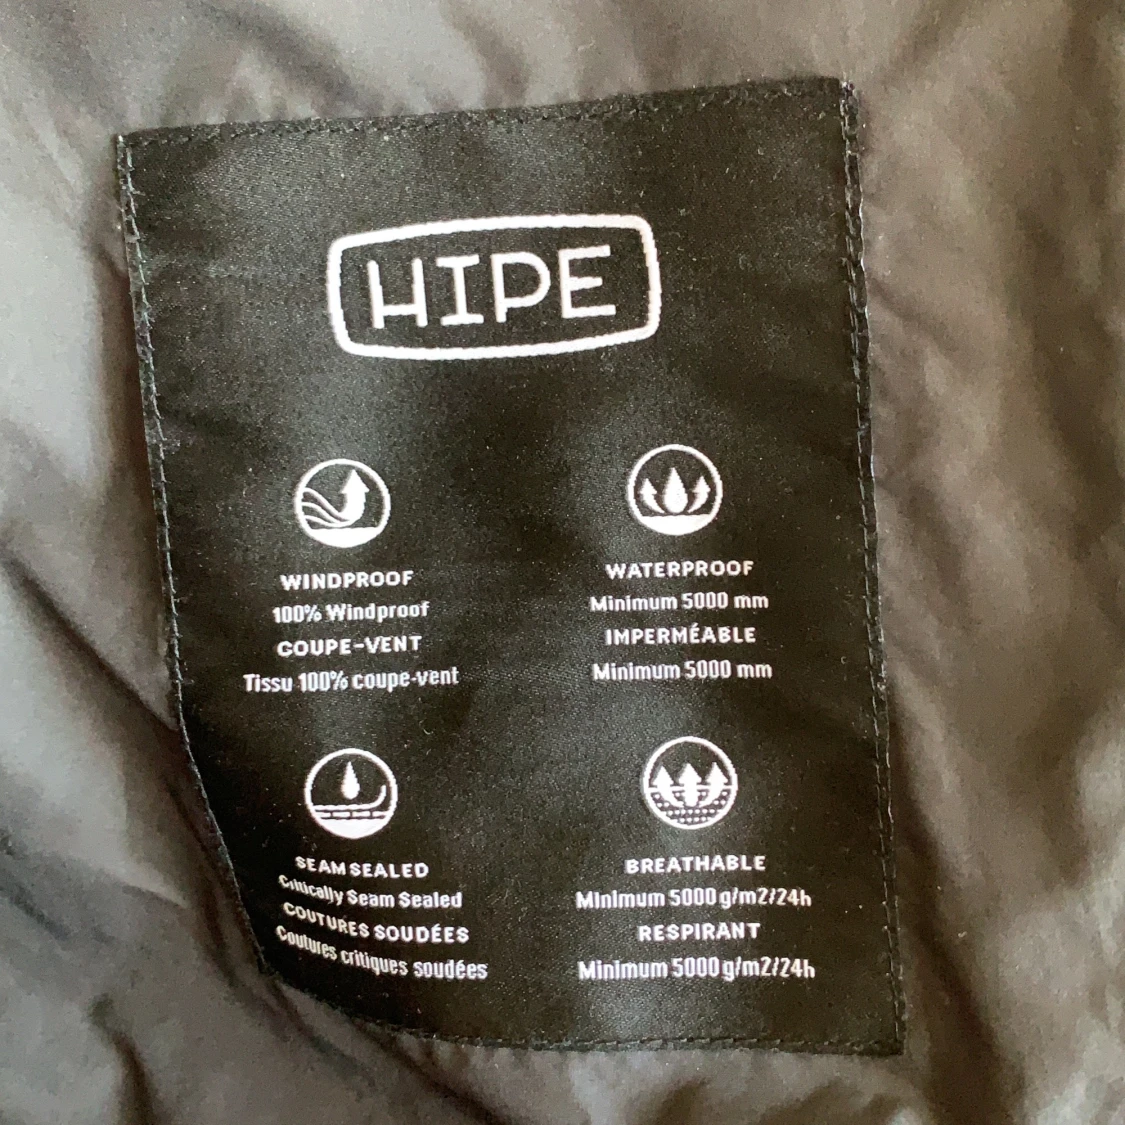 HIPE
WINDPROOF
100% Windproof
COUPE-VENT
Tissu 100% coupe-vent
WATERPROOF
Minimum 5000 mm
IMPERMÉABLE
Minimum 5000 mm
SEAM SEALED
Critically Seam Sealed
COUTURES SOUDÉES
Coutures critiques soudées
BREATHABLE
Minimum 5000 g/m2/24h
RESPIRANT
Minimum 5000 g/m2/24h